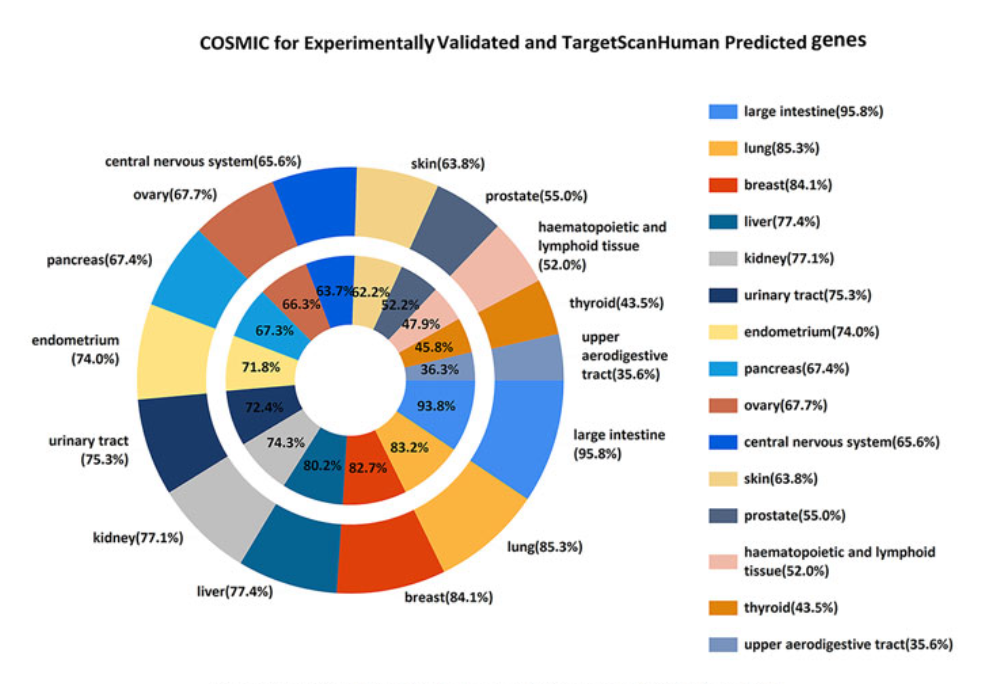 COSMIC for Experimentally Validated and TargetScanHuman Predicted genes
central nervous system(65.6%)
skin(63.8%)
ovary(67.7%)
prostate(55.0%)
haematopoietic and
lymphoid tissue
(52.0%)
pancreas(67.4%)
thyroid(43.5%)
endometrium
(74.0%)
upper
aerodigestive
tract(35.6%)
urinary tract
(75.3%)
large intestine
(95.8%)
kidney(77.1%)
lung(85.3%)
liver(77.4%)
breast(84.1%)
63.7%
62.2%
52.2%
47.9%
45.8%
36.3%
93.8%
83.2%
82.7%
80.2%
74.3%
72.4%
71.8%
67.3%
66.3%
large intestine(95.8%)
lung(85.3%)
breast(84.1%)
liver(77.4%)
kidney(77.1%)
urinary tract(75.3%)
endometrium(74.0%)
pancreas(67.4%)
ovary(67.7%)
central nervous system(65.6%)
skin(63.8%)
prostate(55.0%)
haematopoietic and lymphoid
tissue(52.0%)
thyroid(43.5%)
upper aerodigestive tract(35.6%)